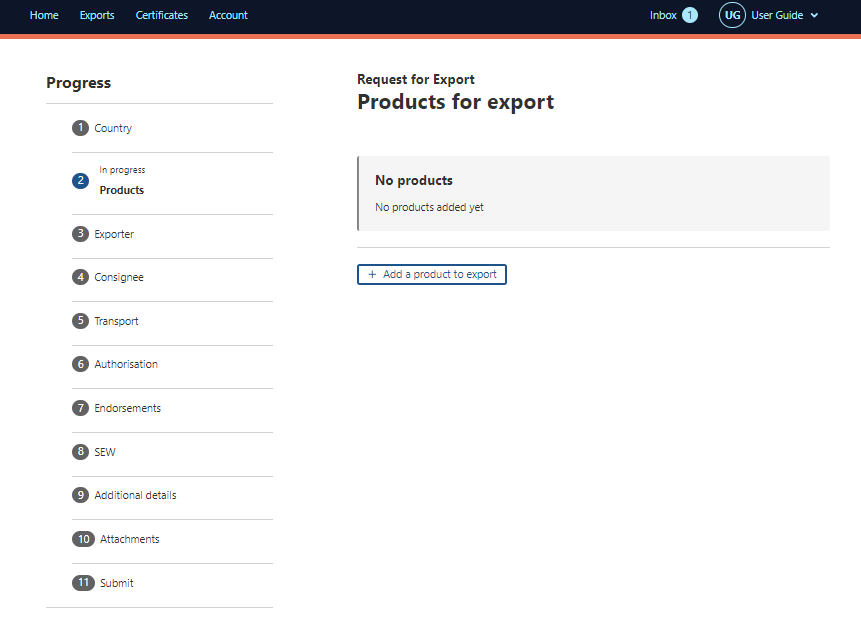 Home Exports Certificates Account Inbox 1 UG User Guide
Progress
1 Country
In progress
2 Products
3 Exporter
4 Consignee
5 Transport
6 Authorisation
7 Endorsements
8 SEW
9 Additional details
10 Attachments
11 Submit
Request for Export
Products for export
No products
No products added yet
+ Add a product to export